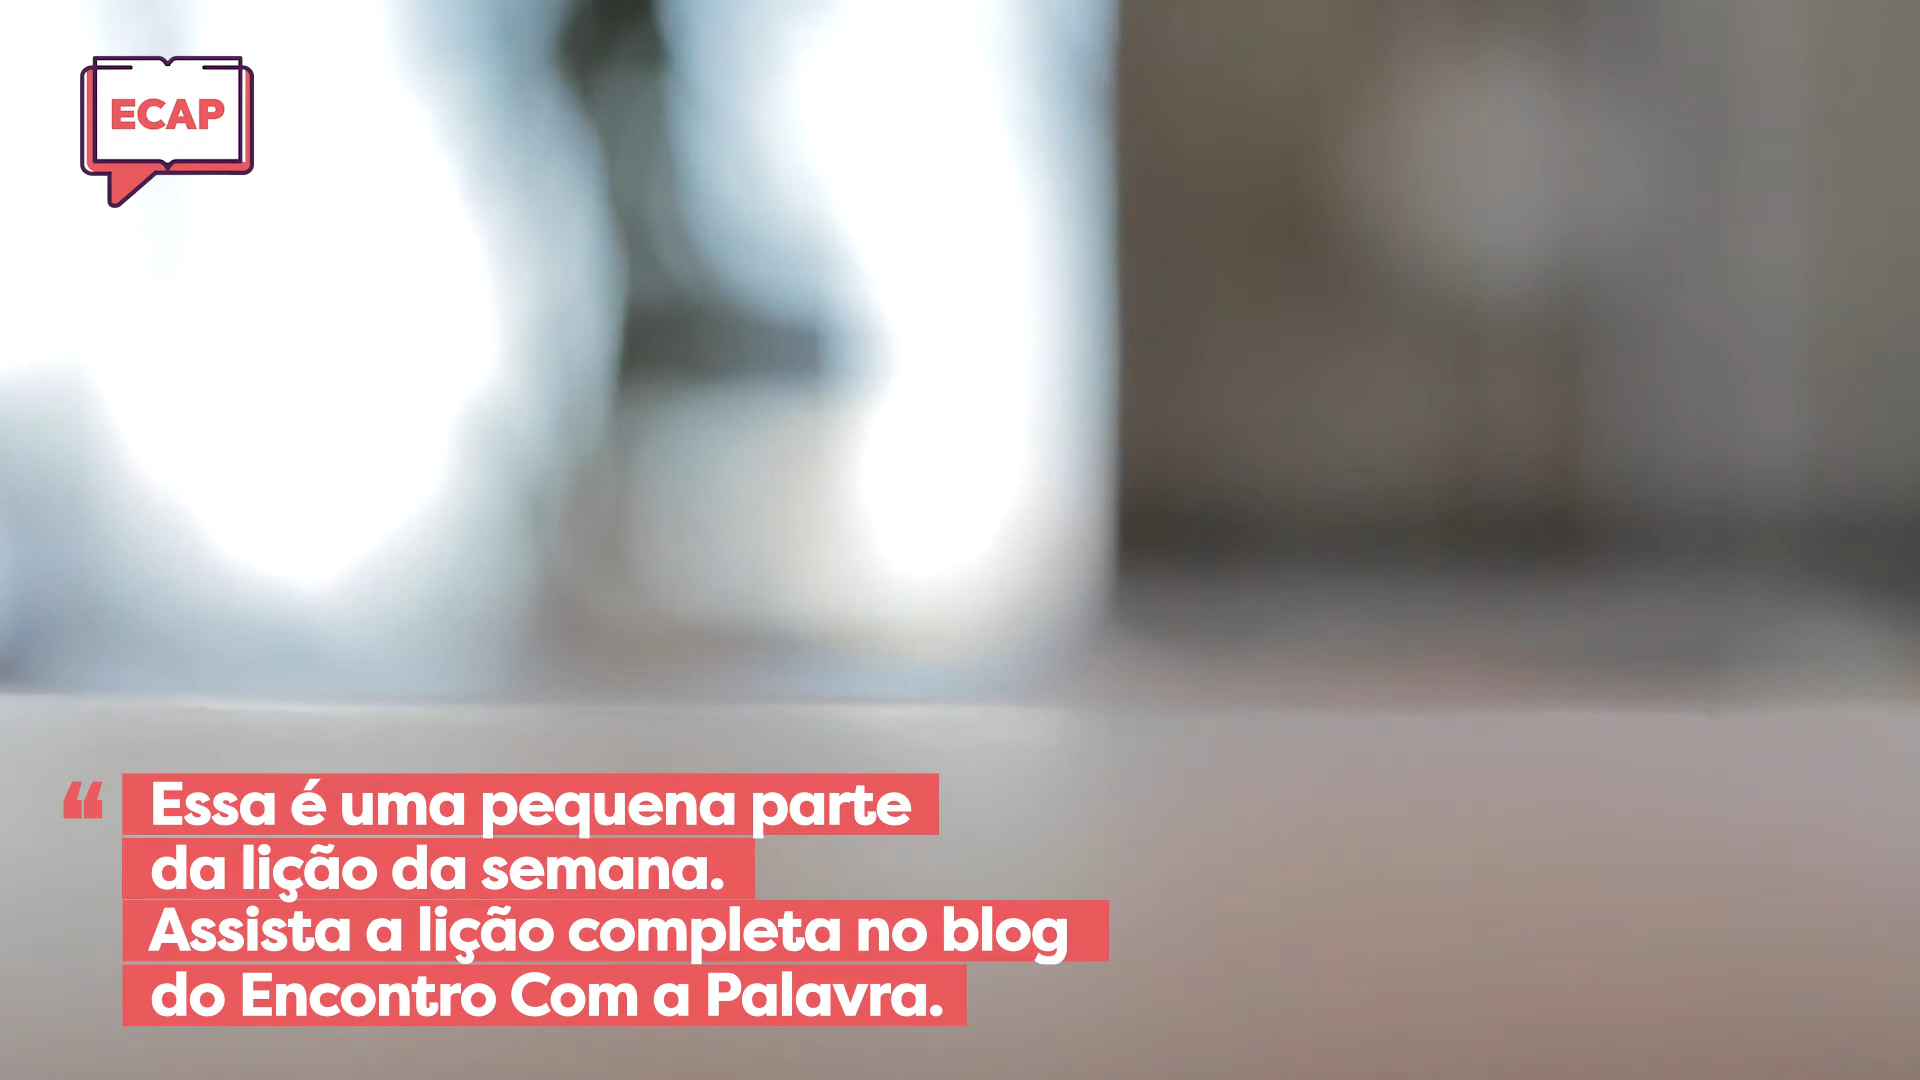 ECAP
“ Essa é uma pequena parte
da lição da semana.
Assista a lição completa no blog
do Encontro Com a Palavra.